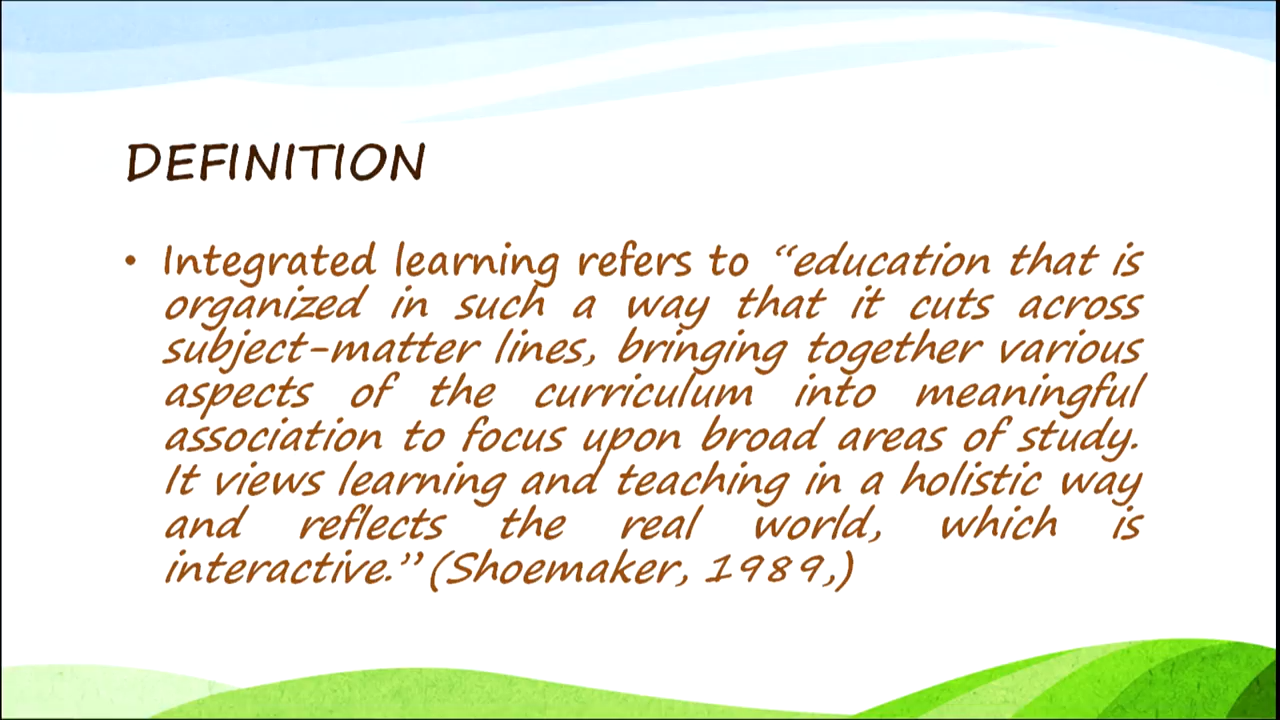 DEFINITION
• Integrated learning refers to “education that is
organized in such a way that it cuts across
subject-matter lines, bringing together various
aspects of the curriculum into meaningful
association to focus upon broad areas of study.
It views learning and teaching in a holistic way
and reflects the real world, which is
interactive.” (Shoemaker, 1989,)